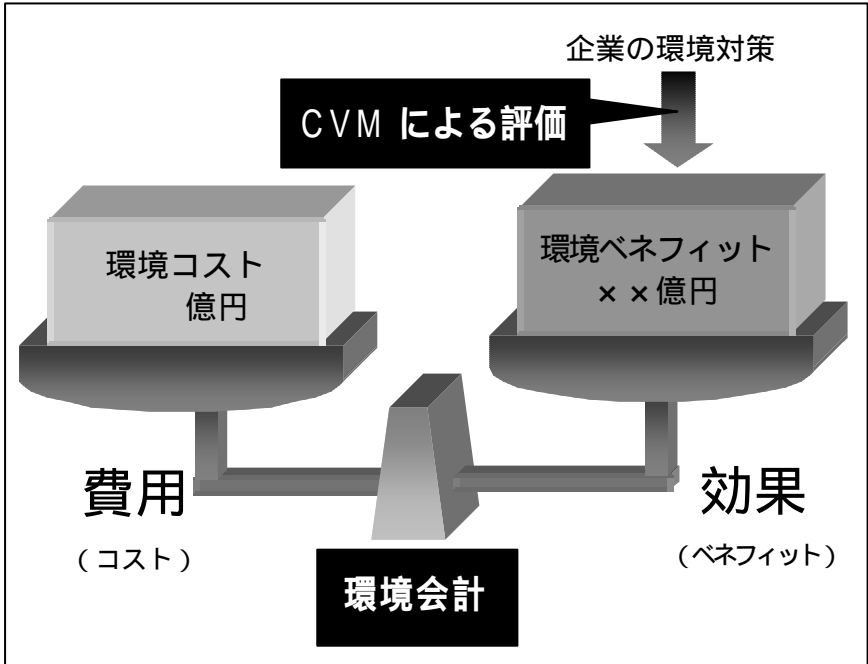 企業の環境対策
CVM による評価
環境コスト
億円
環境ベネフィット
××億円
費用
(コスト)
効果
(ベネフィット)
環境会計